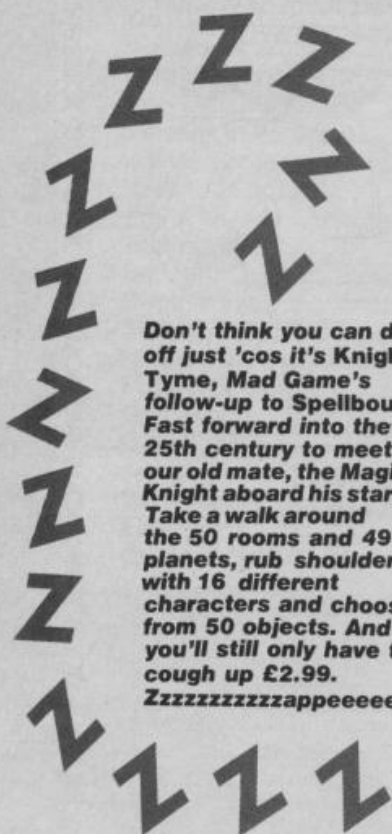 Z Z Z
Z
Z
Z
Z
Z
Z
Z
Don't think you can d
off just 'cos it's Knigh
Tyme, Mad Game's
follow-up to Spellbou
Fast forward into the
25th century to meet
our old mate, the Magi
Knight aboard his star
Take a walk around
the 50 rooms and 49
planets, rub shoulder
with 16 different
characters and choos
from 50 objects. And
you'll still only have t
cough up £2.99.
Zzzzzzzzzzzappeeeee
Z
Z
Z Z Z